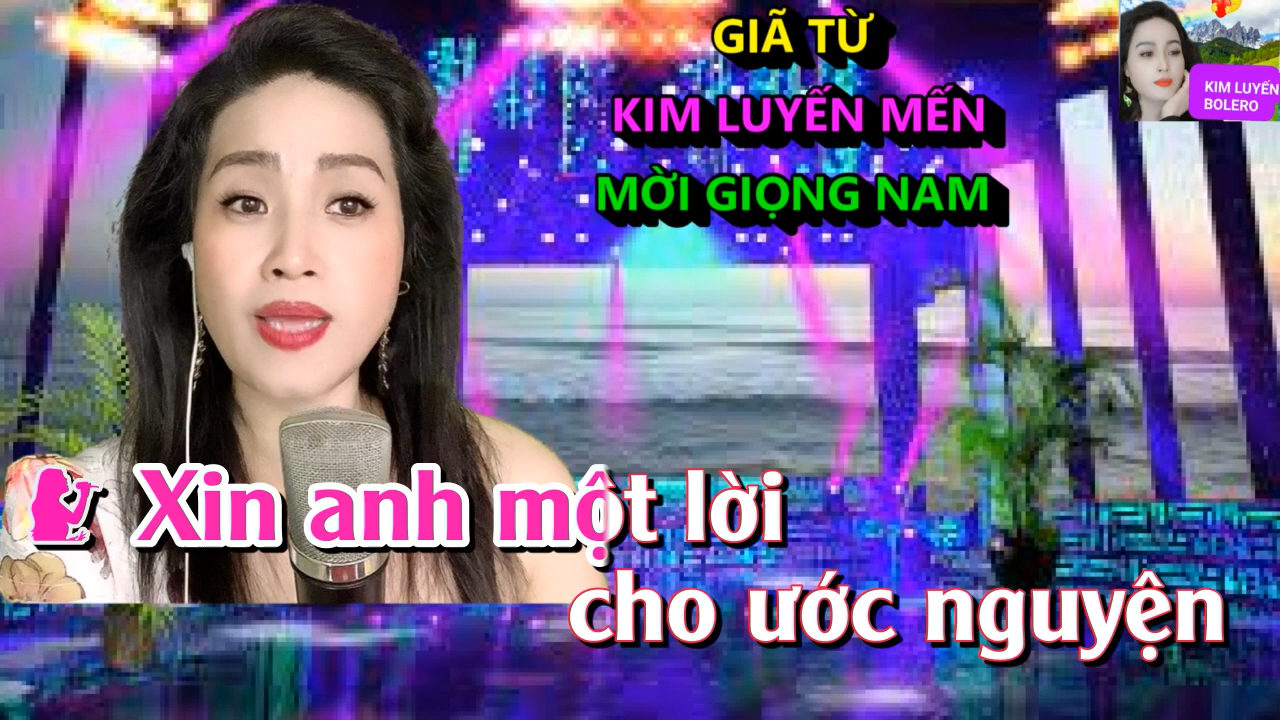 GIÃ TỪ
KIM LUYẾN MẾN
MỜI GIỌNG NAM
KIM LUYẾN
BOLERO
Xin anh một lời
cho ước nguyện